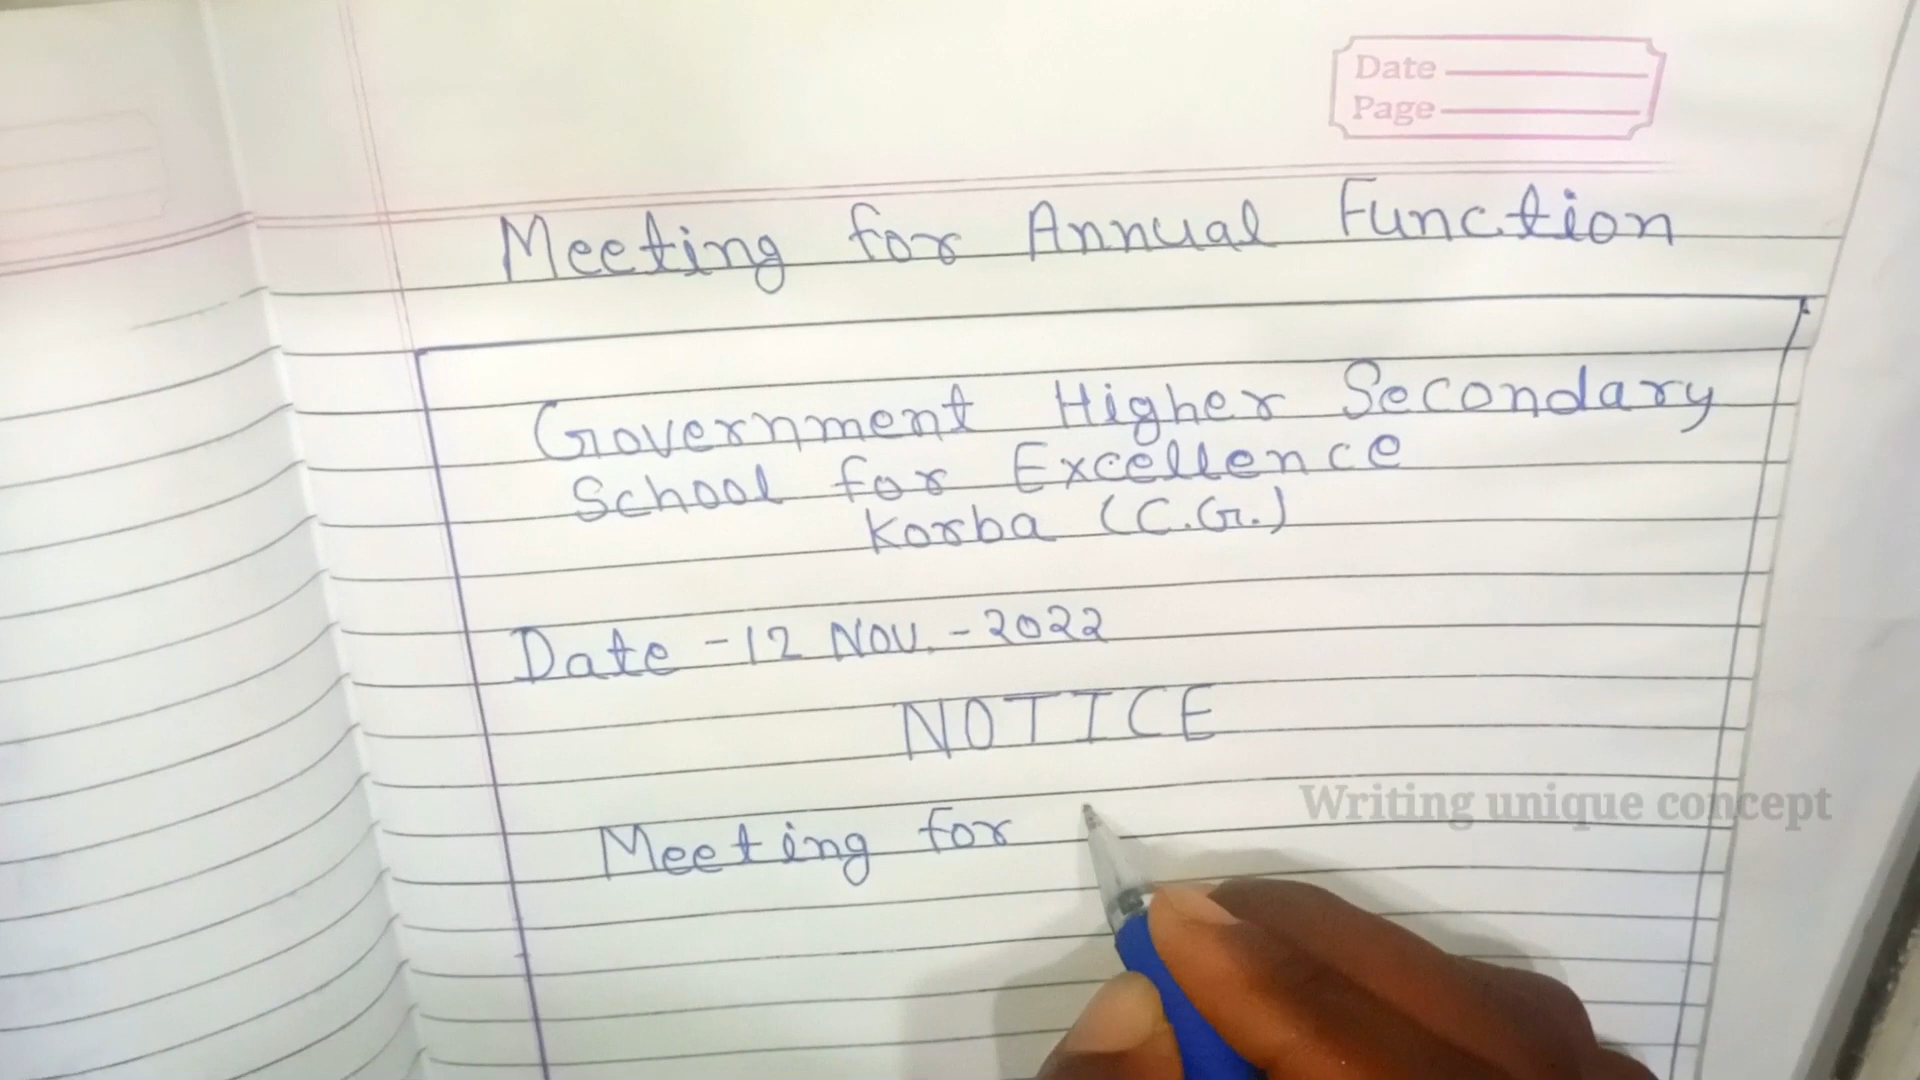 Date
Page
Meeting for Annual Function
Government Higher Secondary
School for Excellence
Korba (C.G.)
Date - 12 Nov. - 2022
NOTICE
Writing unique concept
Meeting for